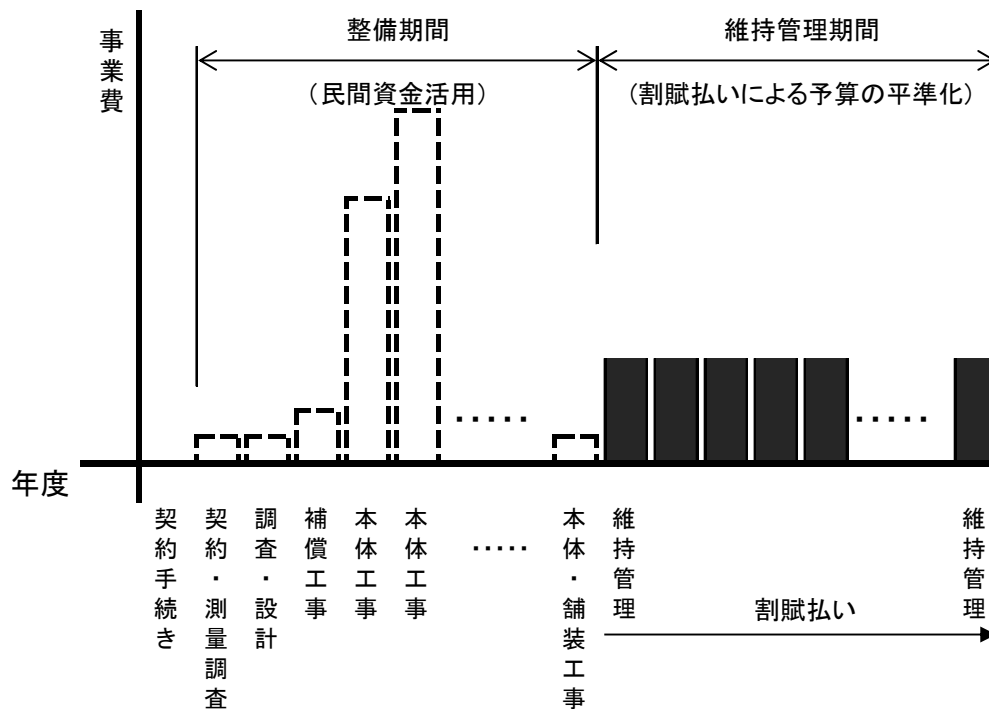 事業費
整備期間
維持管理期間
（民間資金活用）
（割賦払いによる予算の平準化）
・・・・・
・・・・・
年度
契約手続き
契約・測量調査
調査・設計
補償工事
本体工事
本体工事
・・・・・
本体・舗装工事
維持管理
割賦払い
維持管理